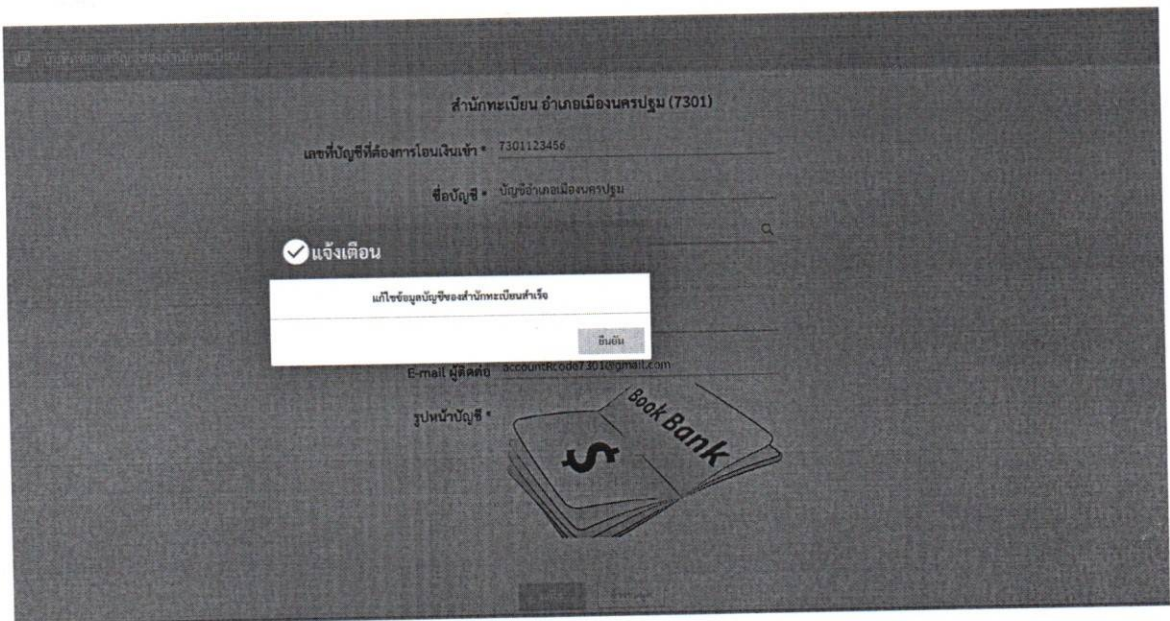 สำนักทะเบียน อำเภอเมืองนครปฐม (7301)
เลขที่บัญชีที่ต้องการโอนเงินเข้า * 7301123456
ชื่อบัญชี * บัญชีอำเภอเมืองนครปฐม
แจ้งเตือน
แก้ไขข้อมูลบัญชีของสำนักทะเบียนสำเร็จ
ยืนยัน
E-mail ผู้ติดต่อ accountRcode7301@gmail.com
รูปหน้าบัญชี *
Book Bank
$